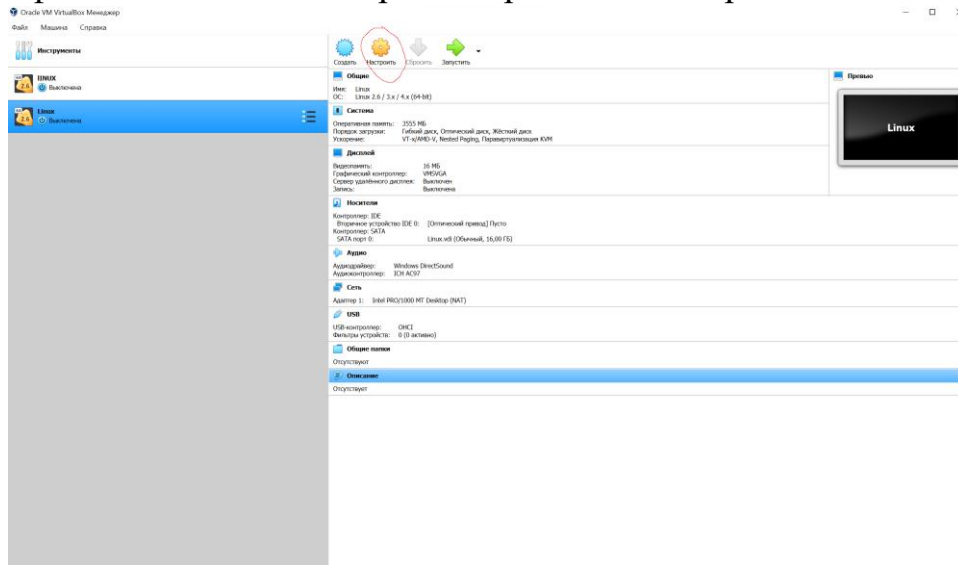 Oracle VM VirtualBox Менеджер
Файл Машина Справка
Инструменты
Создать Настроить Сбросить Запустить
LINUX
Выключена
Linux
Выключена
Общие
Имя: Linux
ОС: Linux 2.6 / 3.x / 4.x (64-bit)
Превью
Linux
Система
Оперативная память: 3555 МБ
Порядок загрузки: Гибкий диск, Оптический диск, Жёсткий диск
Ускорение: VT-x/AMD-V, Nested Paging, Паравиртуализация KVM
Дисплей
Видеопамять: 16 МБ
Графический контроллер: VMSVGA
Сервер удалённого дисплея: Выключен
Запись: Выключена
Носители
Контроллер: IDE
Вторичное устройство IDE 0: [Оптический привод] Пусто
Контроллер: SATA
SATA порт 0: Linux.vdi (Обычный, 16,00 ГБ)
Аудио
Аудиодрайвер: Windows DirectSound
Аудиоконтроллер: ICH AC97
Сеть
Адаптер 1: Intel PRO/1000 MT Desktop (NAT)
USB
USB-контроллер: OHCI
Фильтры устройств: 0 (0 активно)
Общие папки
Отсутствуют
Описание
Отсутствует